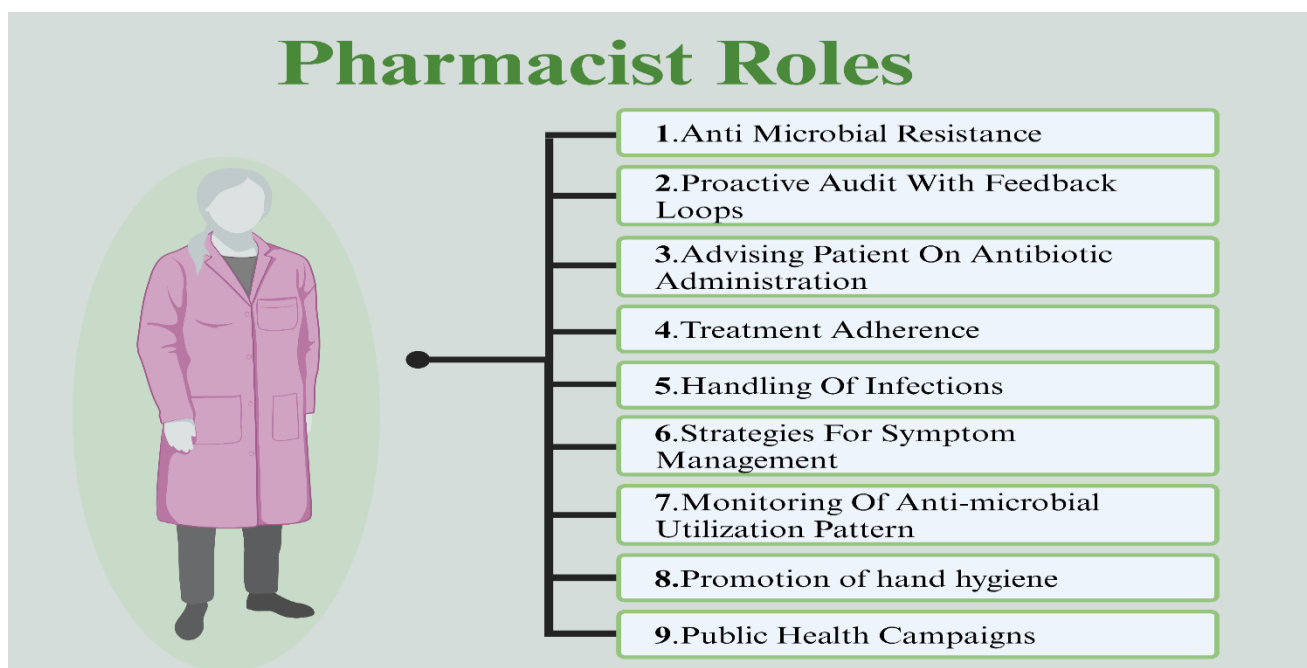 Pharmacist Roles
1.Anti Microbial Resistance
2.Proactive Audit With Feedback
Loops
3.Advising Patient On Antibiotic
Administration
4.Treatment Adherence
5.Handling Of Infections
6.Strategies For Symptom
Management
7.Monitoring Of Anti-microbial
Utilization Pattern
8.Promotion of hand hygiene
9.Public Health Campaigns